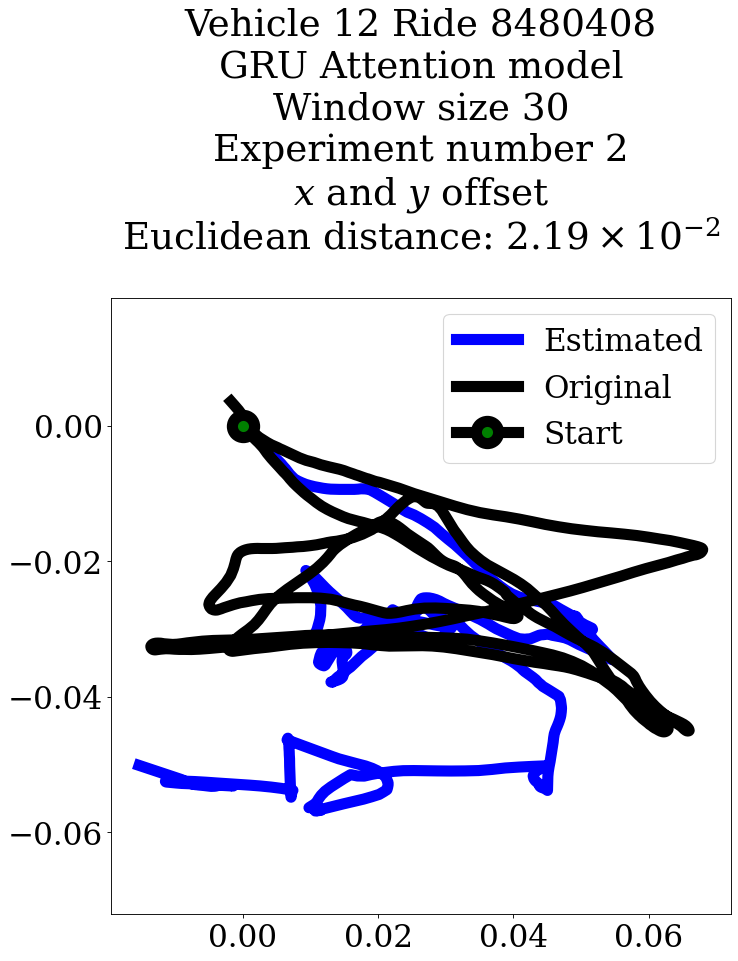 Vehicle 12 Ride 8480408
GRU Attention model
Window size 30
Experiment number 2
x and y offset
Euclidean distance: 2.19 × 10⁻²
Estimated
Original
Start
0.00
−0.02
−0.04
−0.06
0.00 0.02 0.04 0.06